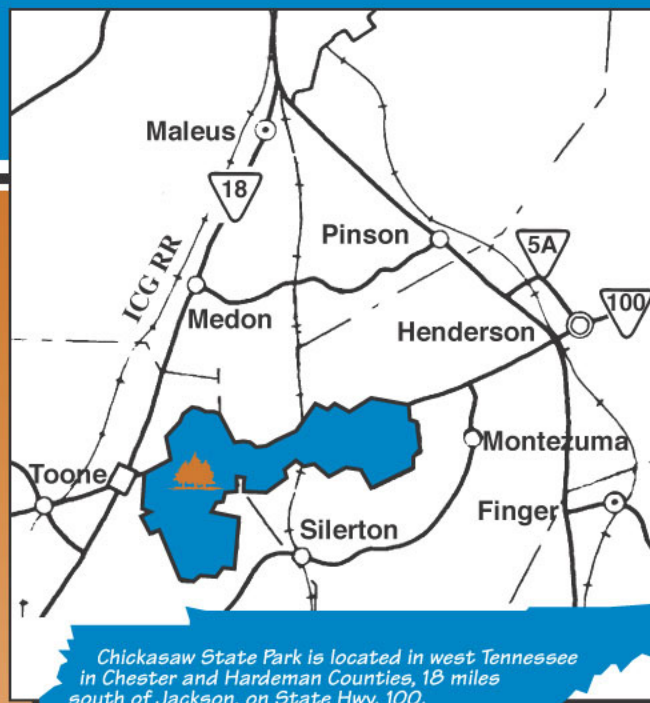 Maleus
18
Pinson
5A
ICG RR
100
Medon
Henderson
Montezuma
Toone
Finger
Silerton
Chickasaw State Park is located in west Tennessee
in Chester and Hardeman Counties, 18 miles
south of Jackson, on State Hwy. 100.